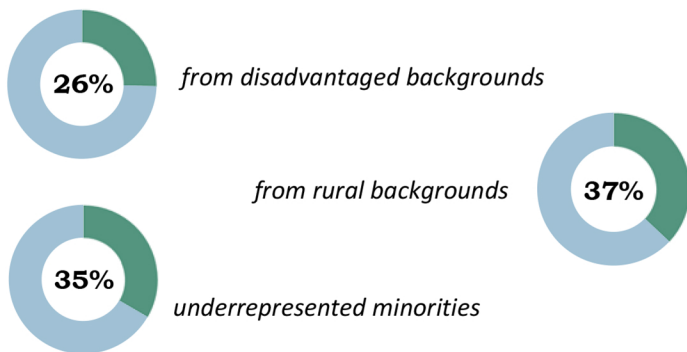 26%
from disadvantaged backgrounds
from rural backgrounds
37%
35%
underrepresented minorities